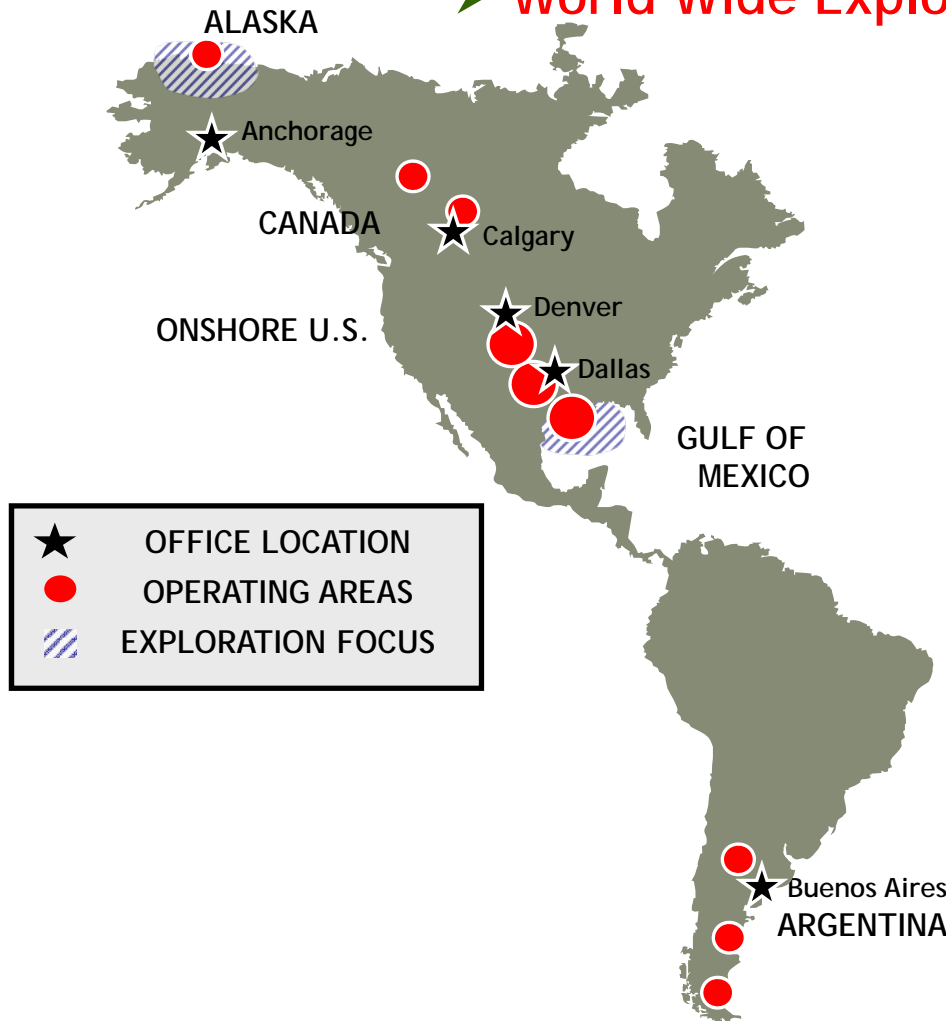 World Wide Explo
ALASKA
Anchorage
CANADA
Calgary
Denver
ONSHORE U.S.
Dallas
GULF OF
MEXICO
OFFICE LOCATION
OPERATING AREAS
EXPLORATION FOCUS
Buenos Aires
ARGENTINA